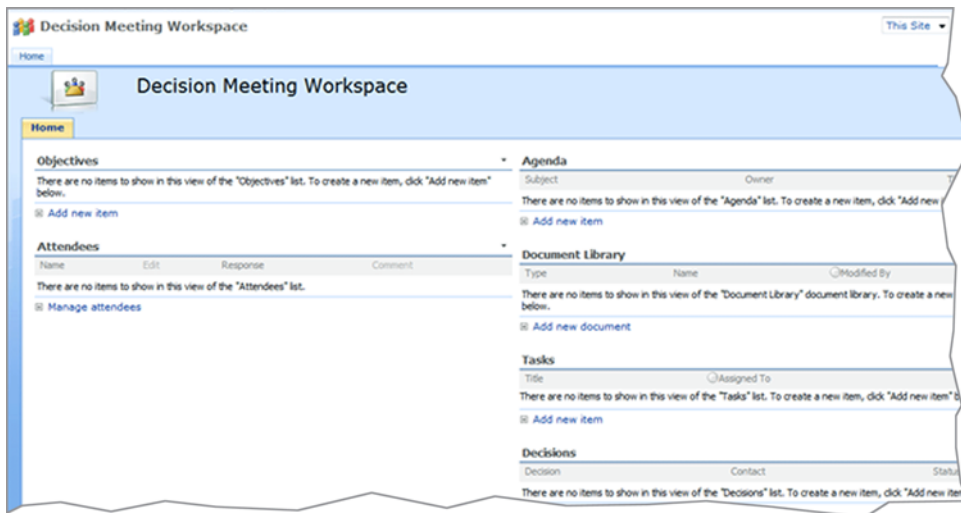 Decision Meeting Workspace
This Site
Home
Decision Meeting Workspace
Home
Objectives
There are no items to show in this view of the "Objectives" list. To create a new item, click "Add new item"
below.
Add new item
Attendees
Name Edit Response Comment
There are no items to show in this view of the "Attendees" list.
Manage attendees
Agenda
Subject Owner
There are no items to show in this view of the "Agenda" list. To create a new item, click "Add new
Add new item
Document Library
Type Name Modified By
There are no items to show in this view of the "Document Library" document library. To create a new
below.
Add new document
Tasks
Title Assigned To
There are no items to show in this view of the "Tasks" list. To create a new item, click "Add new item"
Add new item
Decisions
Decision Contact Status
There are no items to show in this view of the "Decisions" list. To create a new item, click "Add new